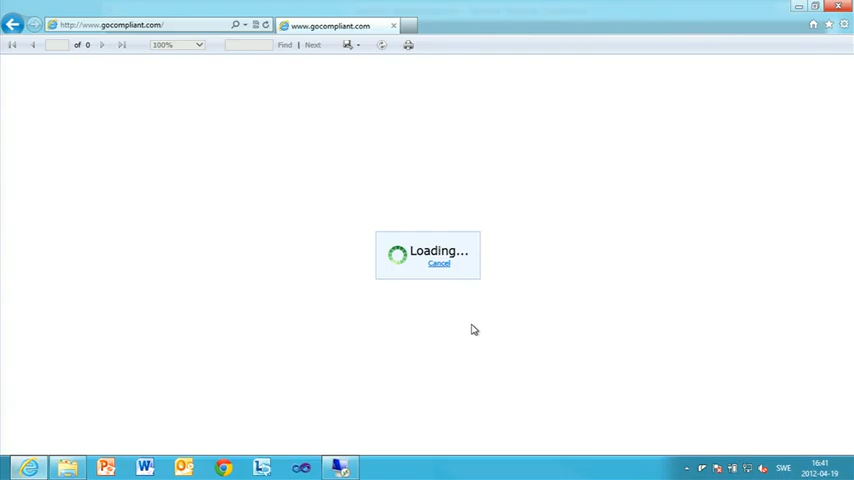 http://www.gocompliant.com/
www.gocompliant.com
of 0
100%
Find | Next
Loading...
Cancel
SWE
16:41
2012-04-19